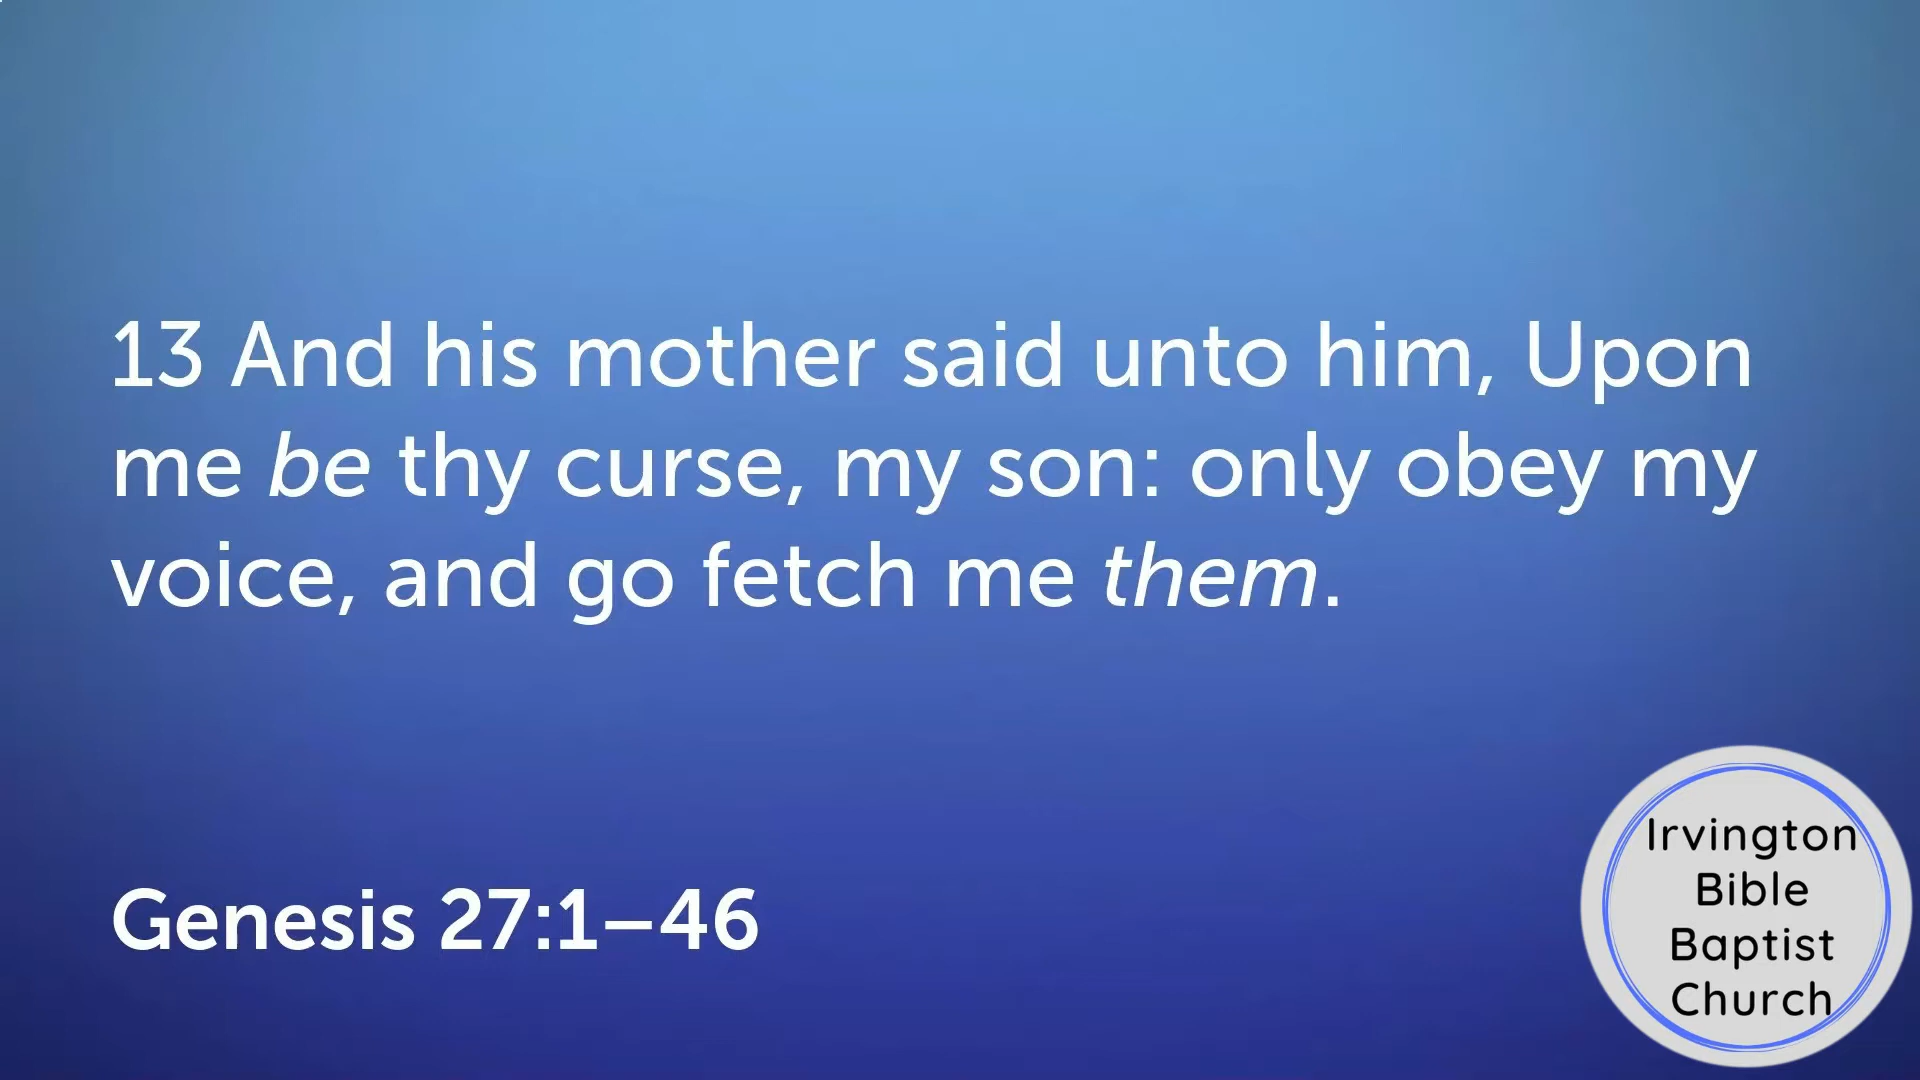 13 And his mother said unto him, Upon
me be thy curse, my son: only obey my
voice, and go fetch me them.
Genesis 27:1–46
Irvington
Bible
Baptist
Church